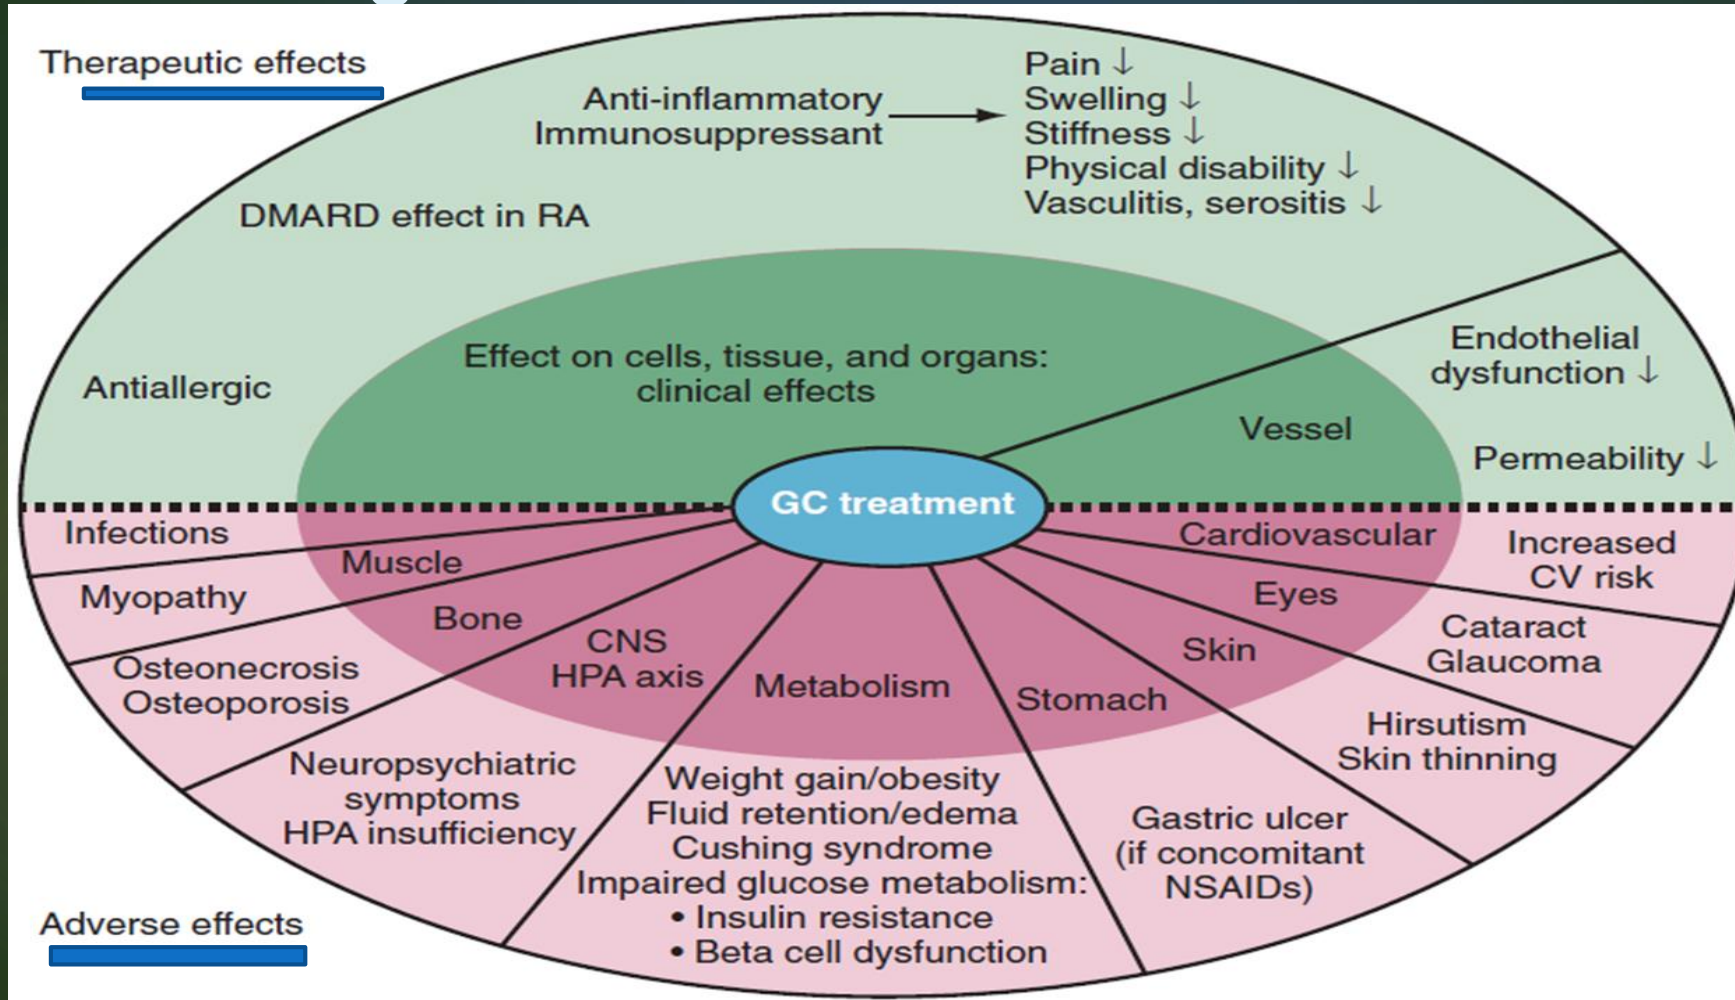 Therapeutic effects
Anti-inflammatory
Immunosuppressant
Pain ↓
Swelling ↓
Stiffness ↓
Physical disability ↓
Vasculitis, serositis ↓
DMARD effect in RA
Antiallergic
Effect on cells, tissue, and organs:
clinical effects
Vessel
Endothelial
dysfunction ↓
Permeability ↓
GC treatment
Infections
Muscle
Myopathy
Bone
Osteonecrosis
Osteoporosis
CNS
HPA axis
Neuropsychiatric
symptoms
HPA insufficiency
Metabolism
Weight gain/obesity
Fluid retention/edema
Cushing syndrome
Impaired glucose metabolism:
• Insulin resistance
• Beta cell dysfunction
Stomach
Gastric ulcer
(if concomitant
NSAIDs)
Skin
Hirsutism
Skin thinning
Eyes
Cataract
Glaucoma
Cardiovascular
Increased
CV risk
Adverse effects